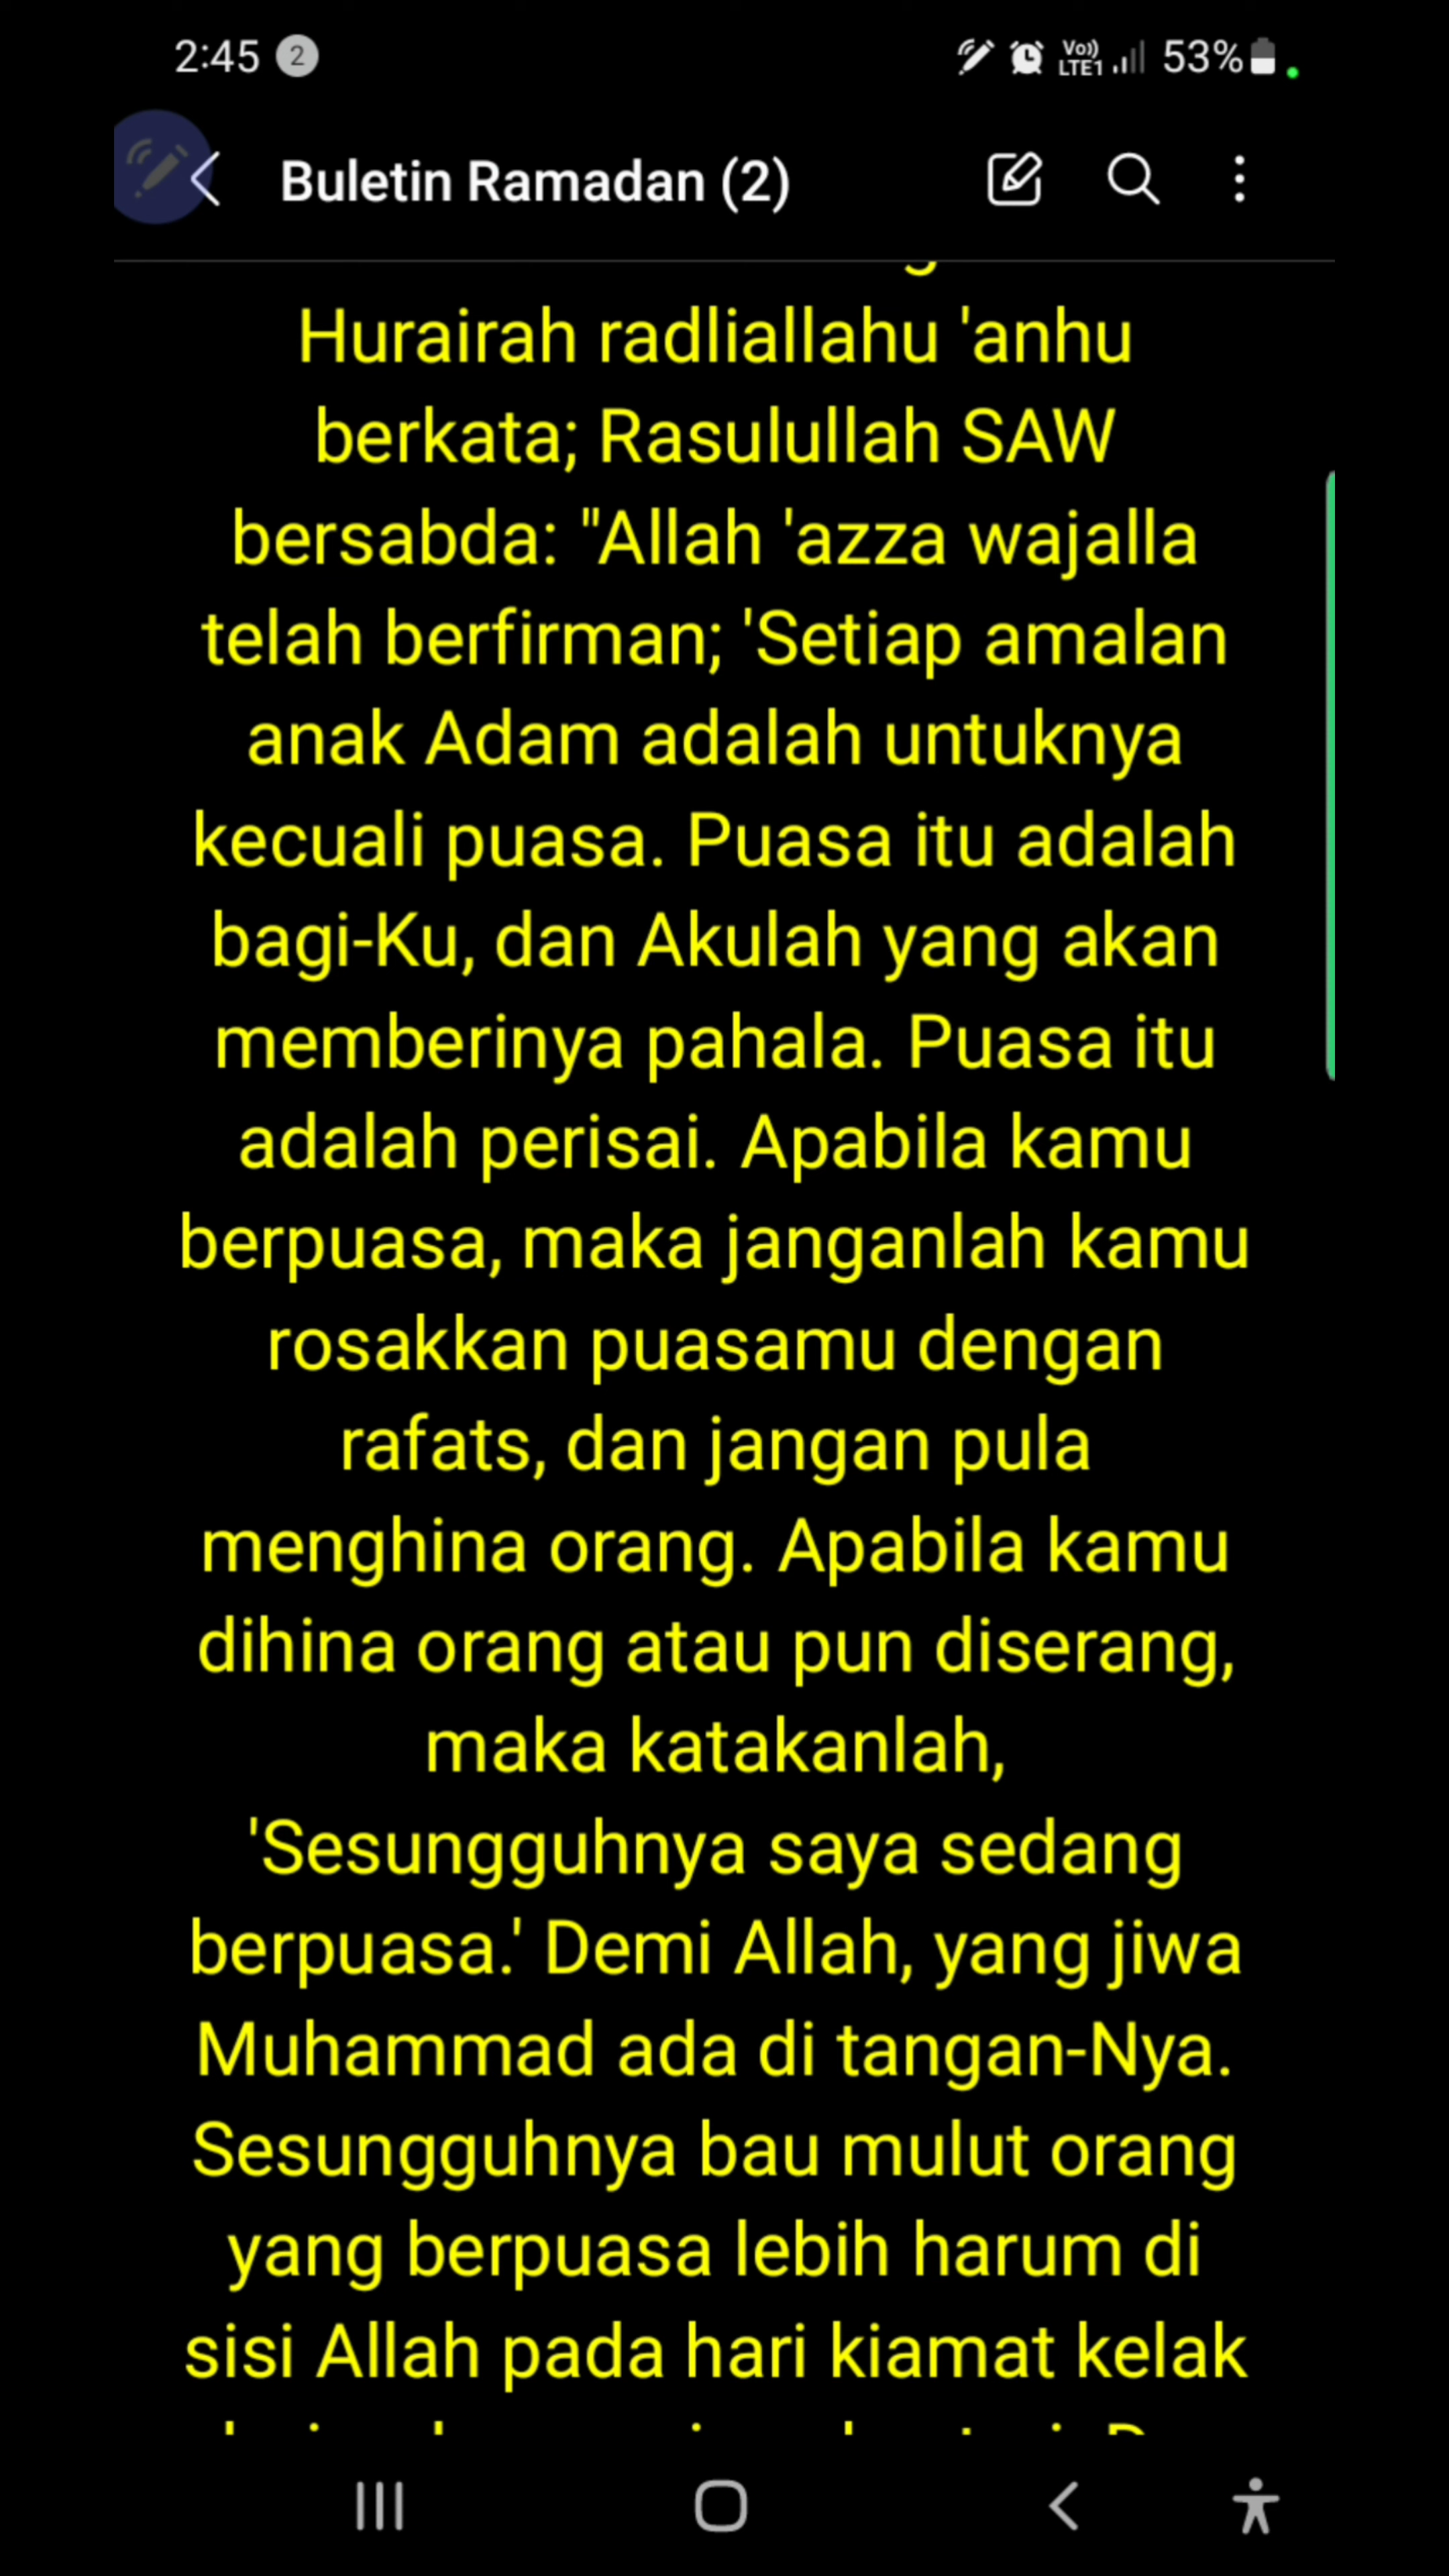 2:45 2 Vo)) LTE1 53%
Buletin Ramadan (2)
Hurairah radliallahu 'anhu
berkata; Rasulullah SAW
bersabda: "Allah 'azza wajalla
telah berfirman; 'Setiap amalan
anak Adam adalah untuknya
kecuali puasa. Puasa itu adalah
bagi-Ku, dan Akulah yang akan
memberinya pahala. Puasa itu
adalah perisai. Apabila kamu
berpuasa, maka janganlah kamu
rosakkan puasamu dengan
rafats, dan jangan pula
menghina orang. Apabila kamu
dihina orang atau pun diserang,
maka katakanlah,
'Sesungguhnya saya sedang
berpuasa.' Demi Allah, yang jiwa
Muhammad ada di tangan-Nya.
Sesungguhnya bau mulut orang
yang berpuasa lebih harum di
sisi Allah pada hari kiamat kelak